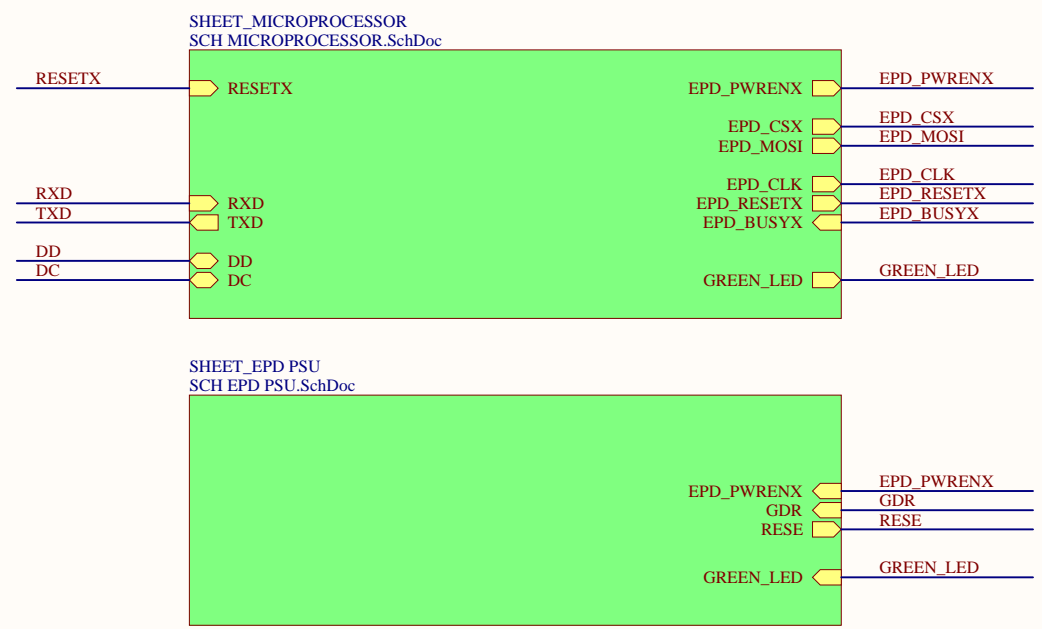 SHEET_MICROPROCESSOR
SCH MICROPROCESSOR.SchDoc
RESETX
RESETX
EPD_PWRENX
EPD_PWRENX
EPD_CSX
EPD_CSX
EPD_MOSI
EPD_MOSI
EPD_CLK
EPD_CLK
RXD
RXD
EPD_RESETX
EPD_RESETX
TXD
TXD
EPD_BUSYX
EPD_BUSYX
DD
DD
DC
DC
GREEN_LED
GREEN_LED
SHEET_EPD PSU
SCH EPD PSU.SchDoc
EPD_PWRENX
EPD_PWRENX
GDR
GDR
RESE
RESE
GREEN_LED
GREEN_LED